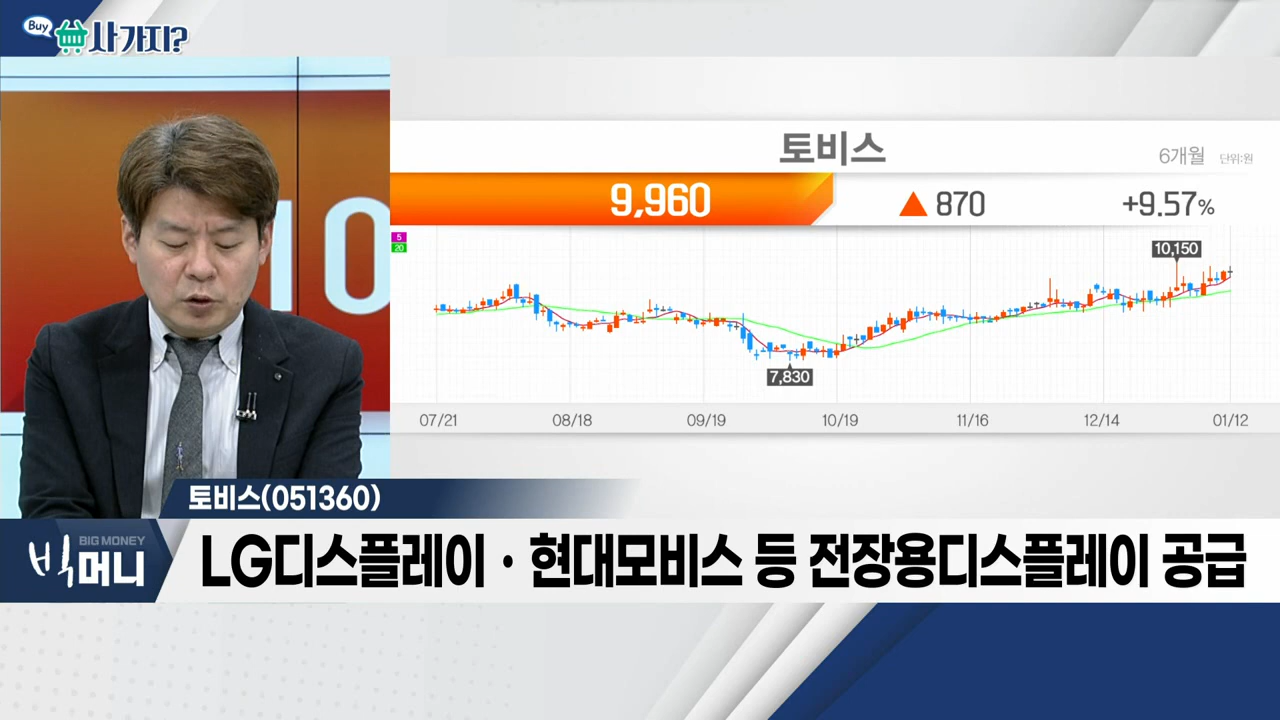 Buy 사가지?
10
토비스
6개월 단위:원
9,960 ▲ 870 +9.57%
5
20
10,150
7,830
07/21 08/18 09/19 10/19 11/16 12/14 01/12
토비스(051360)
BIG MONEY
빅머니
LG디스플레이·현대모비스 등 전장용디스플레이 공급